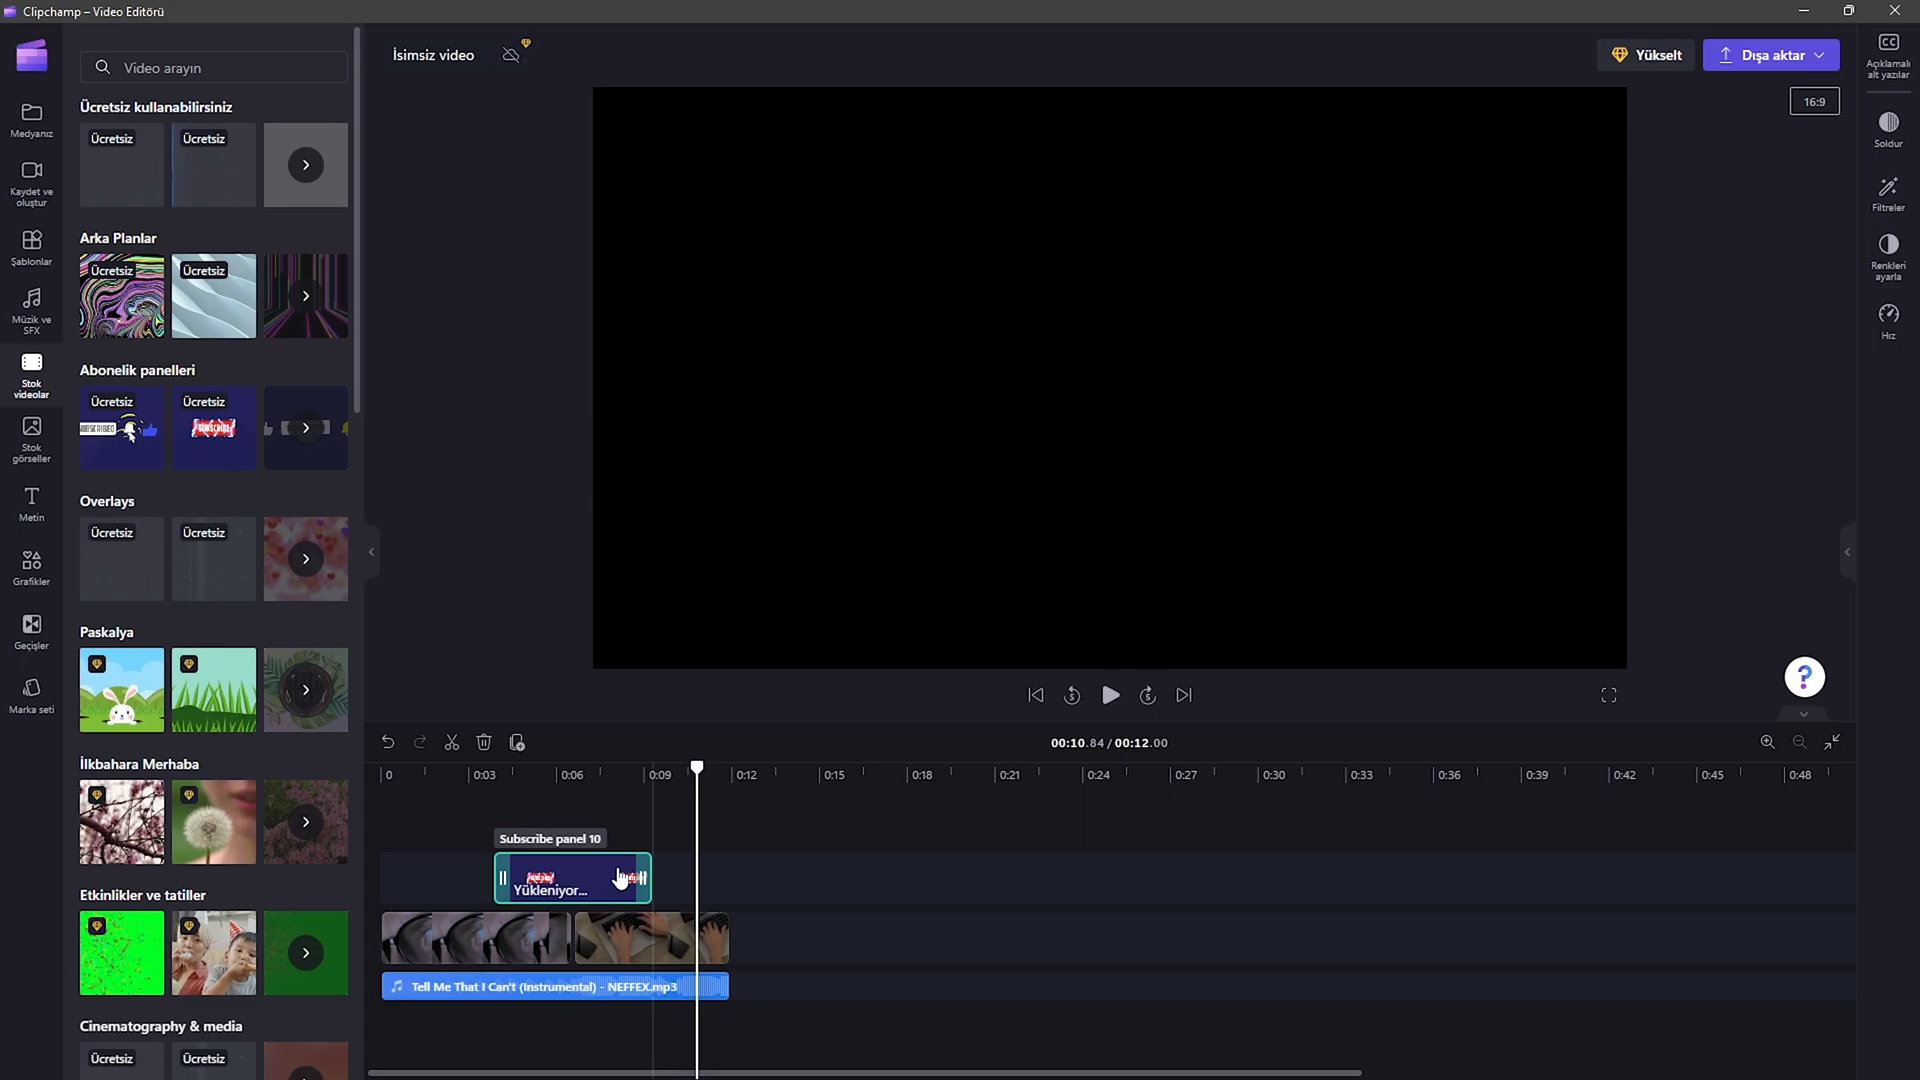 Clipchamp – Video Editörü
Video arayın
İsimsiz video
Yükselt
Dışa aktar
16:9
Medyanız
Kaydet ve
oluştur
Şablonlar
Müzik ve
SFX
Stok
videolar
Stok
görseller
Metin
Grafikler
Geçişler
Marka seti
Ücretsiz kullanabilirsiniz
Ücretsiz
Ücretsiz
Arka Planlar
Ücretsiz
Ücretsiz
Abonelik panelleri
Ücretsiz
Ücretsiz
SUBSCRIBE
Overlays
Ücretsiz
Ücretsiz
Paskalya
İlkbahara Merhaba
Etkinlikler ve tatiller
Cinematography & media
Ücretsiz
Ücretsiz
CC
Açıklamalı
alt yazılar
Soldur
Filtreler
Renkleri
ayarla
Hız
5
5
?
00:10.84 / 00:12.00
0
0:03
0:06
0:09
0:12
0:15
0:18
0:21
0:24
0:27
0:30
0:33
0:36
0:39
0:42
0:45
0:48
Subscribe panel 10
Yükleniyor...
Tell Me That I Can't (Instrumental) - NEFFEX.mp3